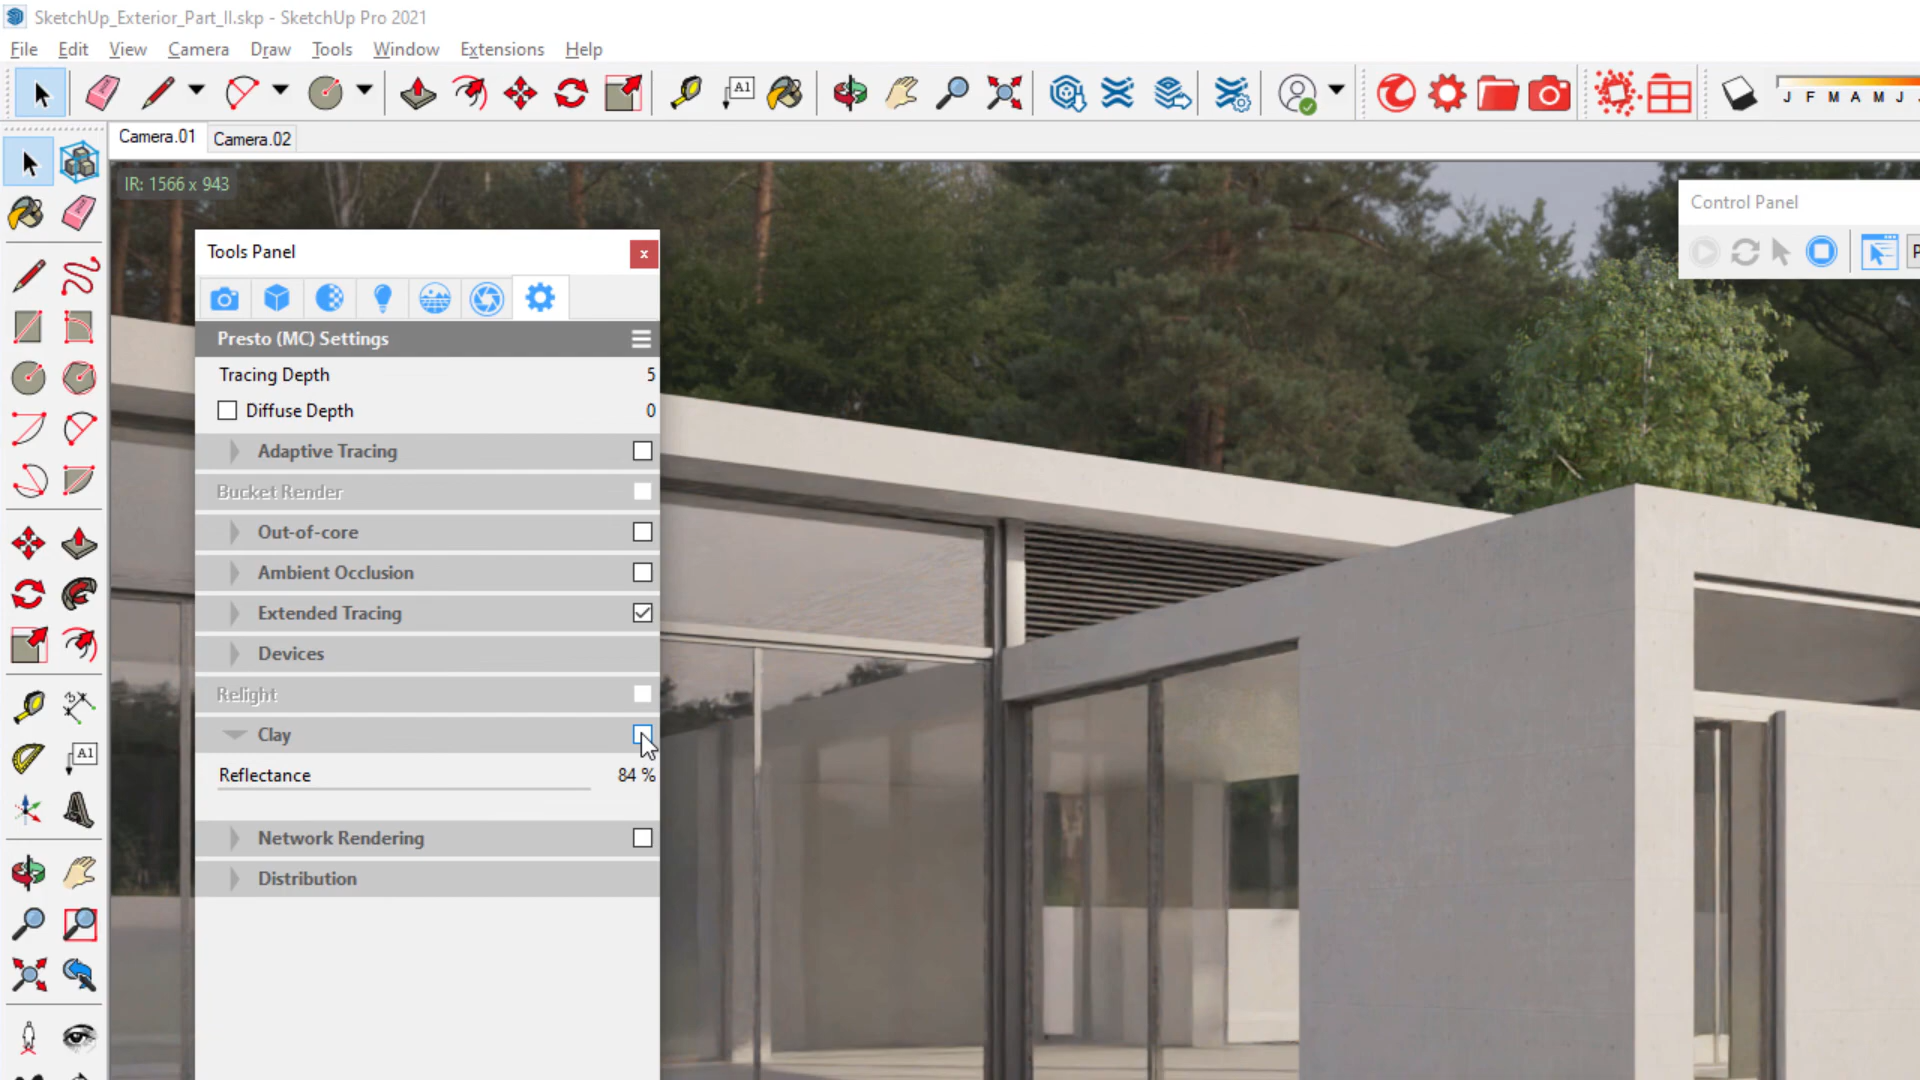 SketchUp_Exterior_Part_II.skp - SketchUp Pro 2021
File Edit View Camera Draw Tools Window Extensions Help
A1
J F M A M J
Camera.01 Camera.02
IR: 1566 x 943
Control Panel
Tools Panel
x
Presto (MC) Settings
Tracing Depth 5
Diffuse Depth 0
Adaptive Tracing
Bucket Render
Out-of-core
Ambient Occlusion
Extended Tracing
Devices
Relight
Clay
A1
Reflectance 84 %
Network Rendering
Distribution